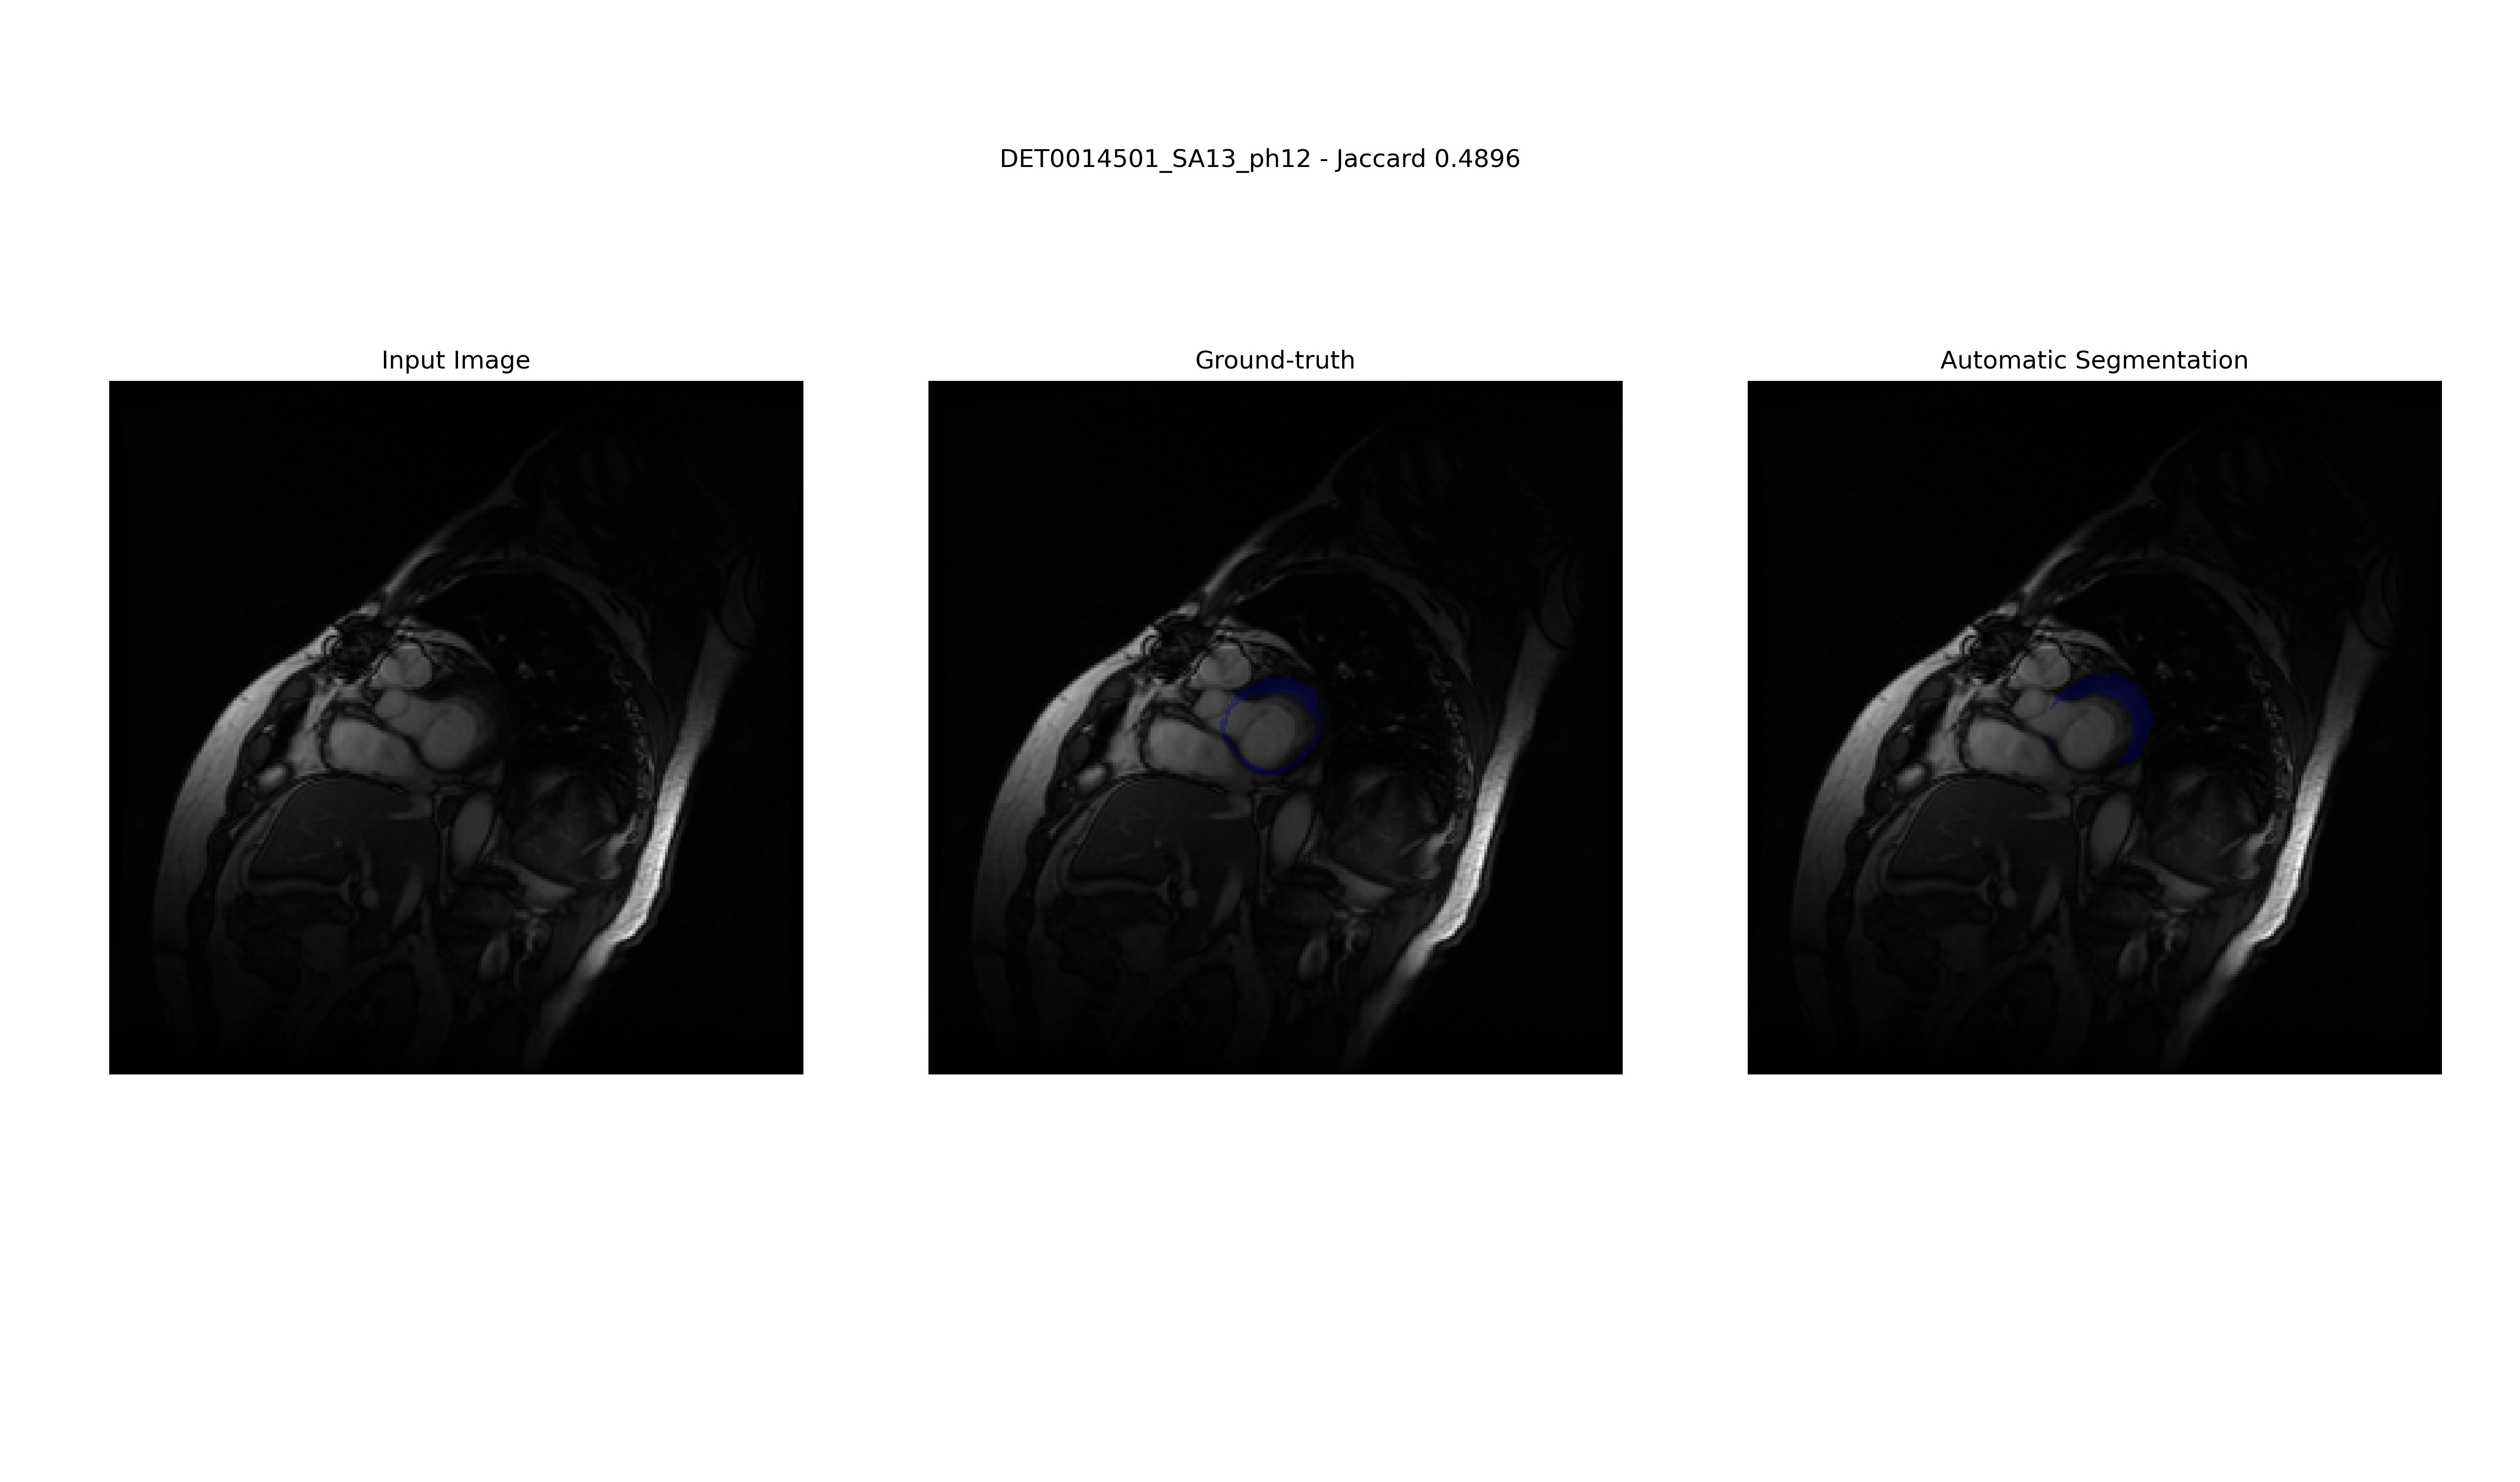 DET0014501_SA13_ph12 - Jaccard 0.4896
Input Image
Ground-truth
Automatic Segmentation